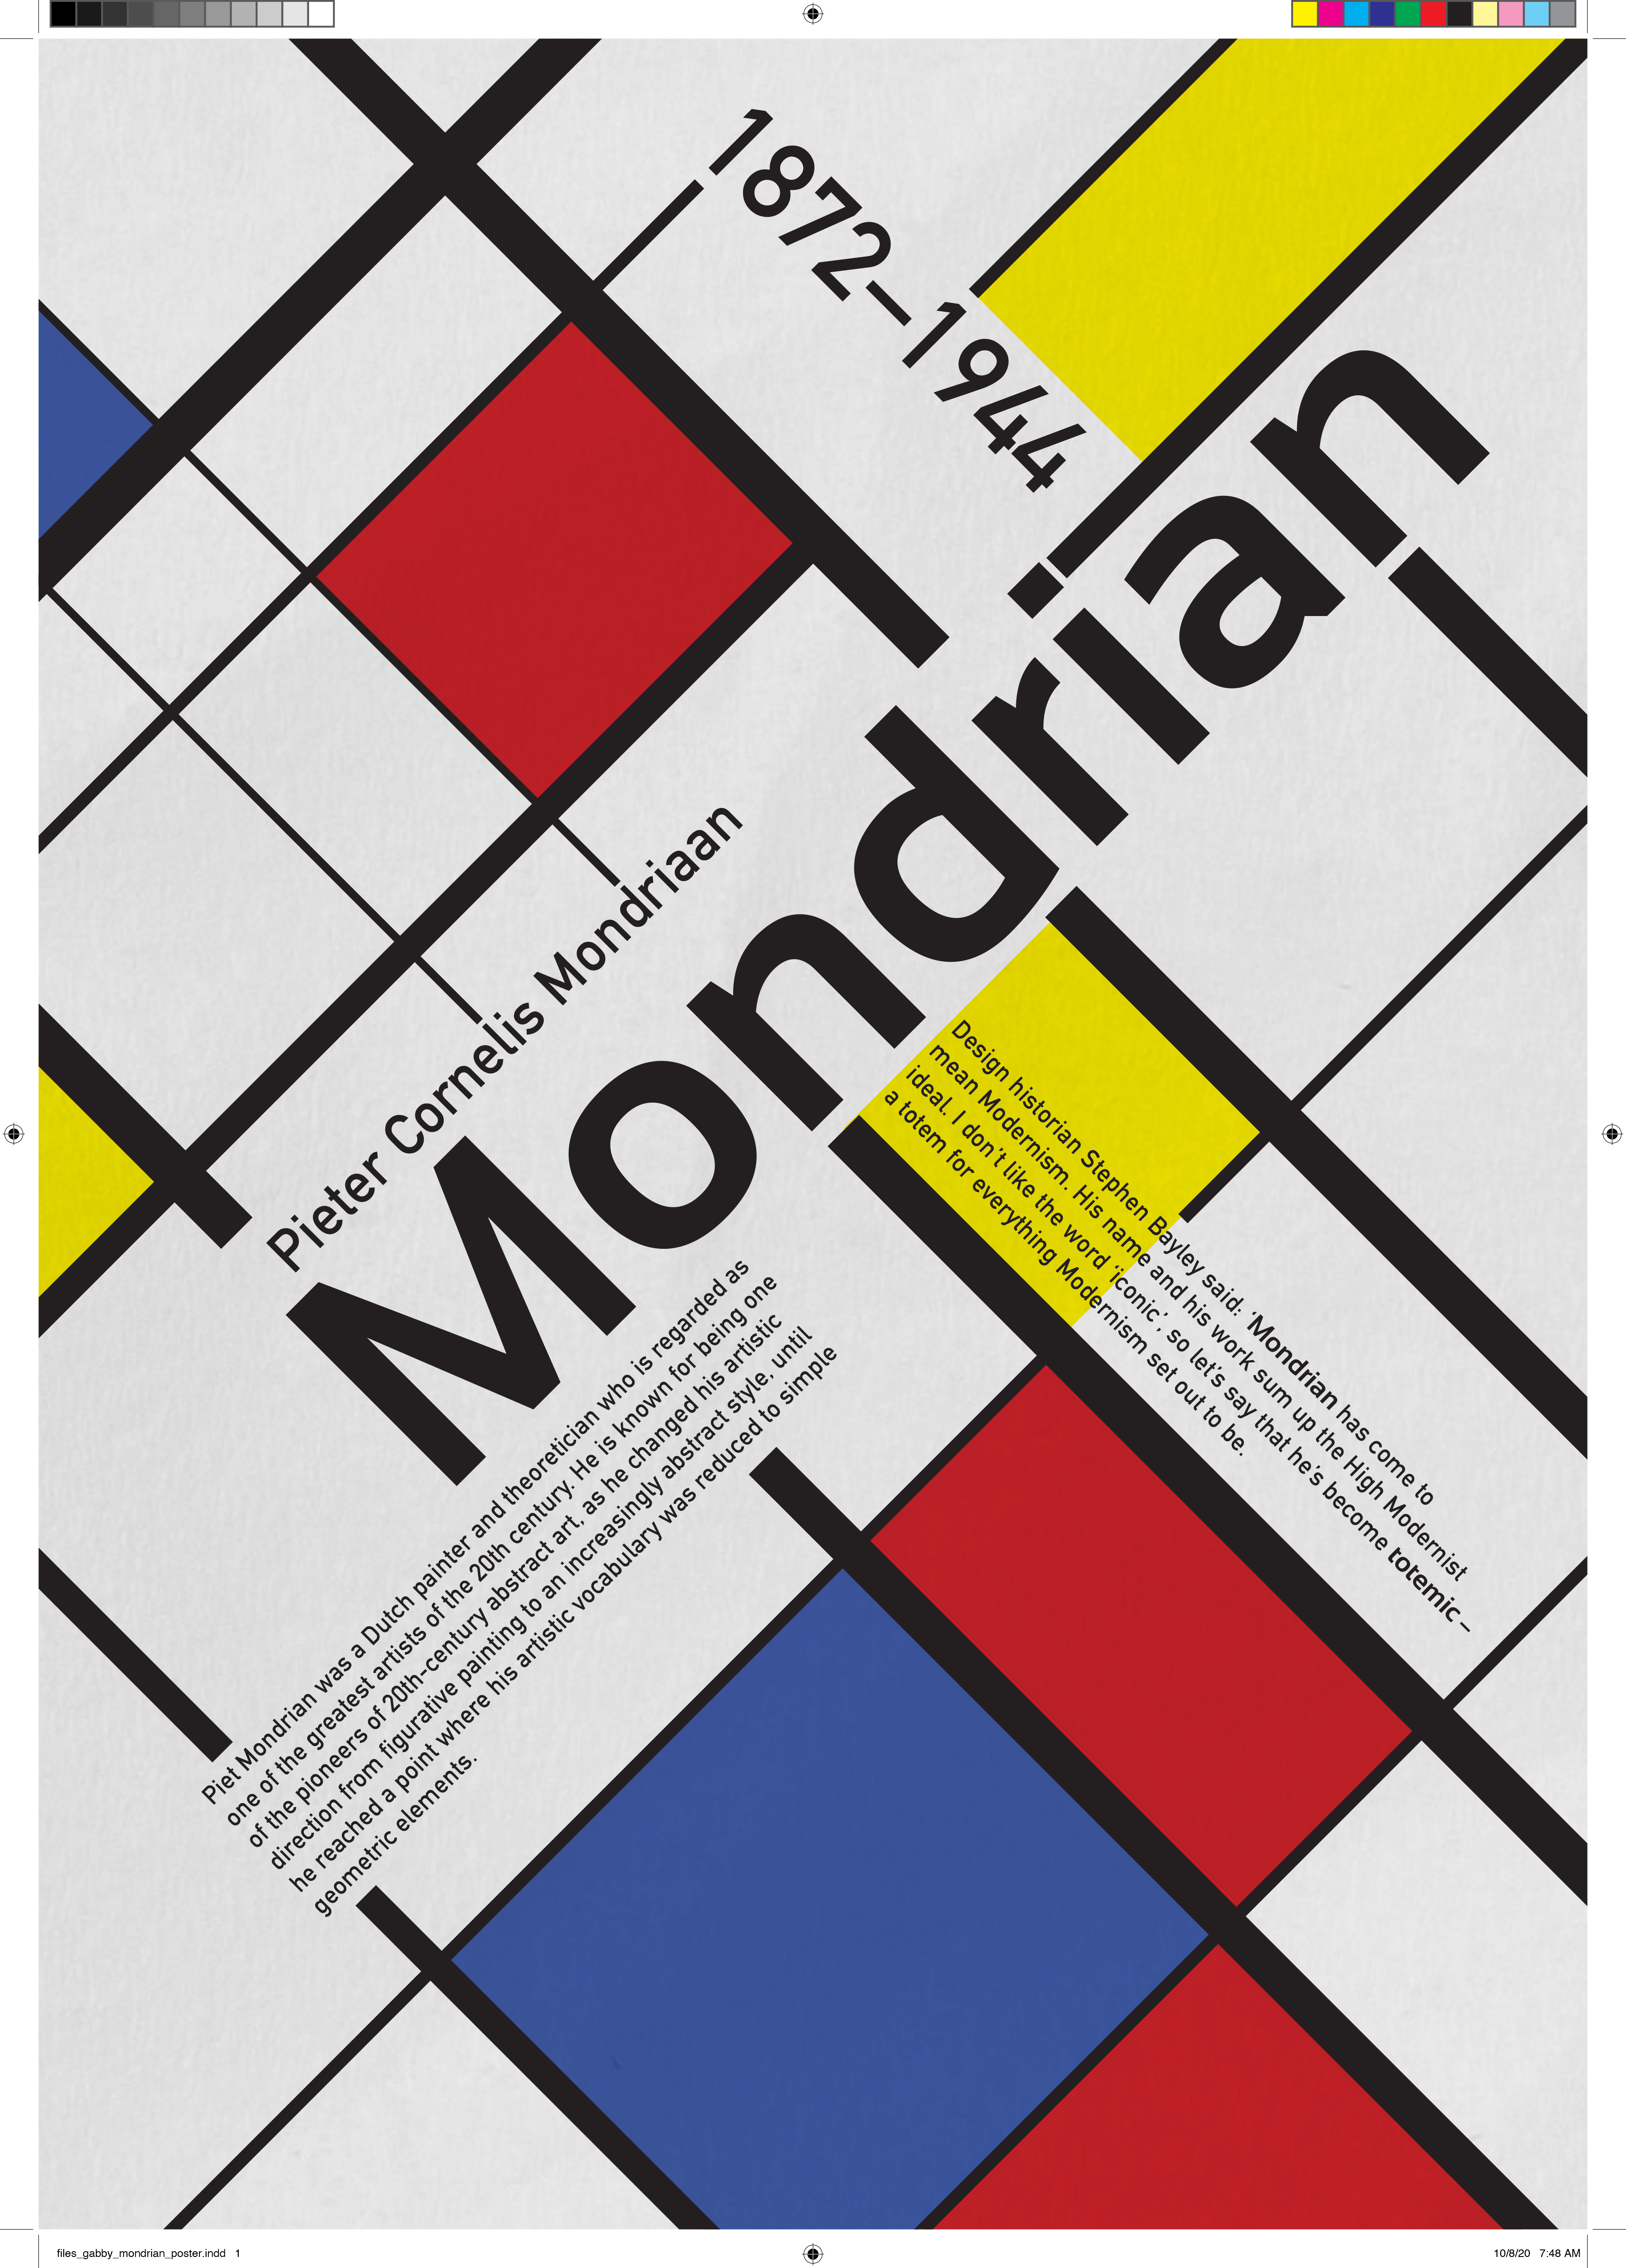 1872–1944
Pieter Cornelis Mondriaan
Mondrian
Design historian Stephen Bayley said: ‘Mondrian has come to
mean Modernism. His name and his work sum up the High Modernist
ideal. I don’t like the word ‘iconic’, so let’s say that he’s become totemic –
a totem for everything Modernism set out to be.
Piet Mondrian was a Dutch painter and theoretician who is regarded as
one of the greatest artists of the 20th century. He is known for being one
of the pioneers of 20th-century abstract art, as he changed his artistic
direction from figurative painting to an increasingly abstract style, until
he reached a point where his artistic vocabulary was reduced to simple
geometric elements.
files_gabby_mondrian_poster.indd 1
10/8/20 7:48 AM